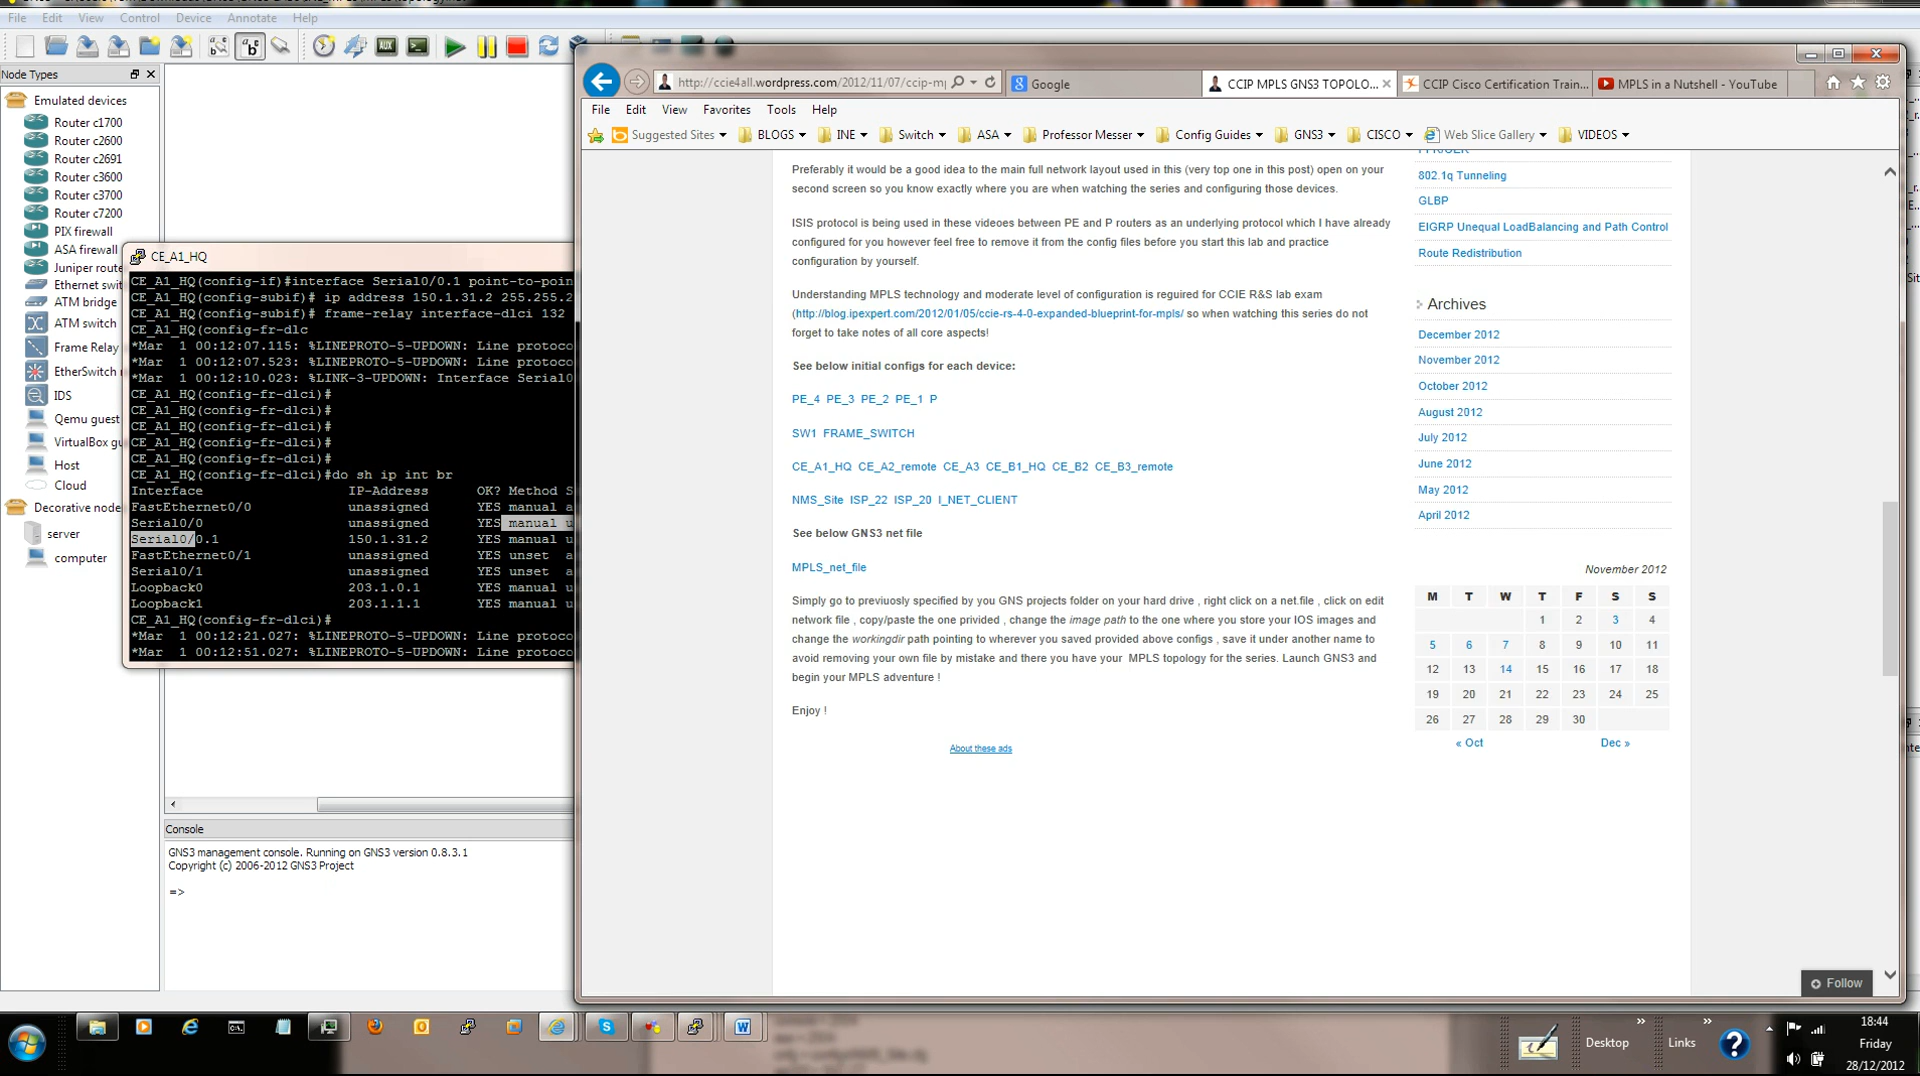 File Edit View Control Device Annotate Help
Node Types
Emulated devices
Router c1700
Router c2600
Router c2691
Router c3600
Router c3700
Router c7200
PIX firewall
ASA firewall
Juniper route
Ethernet swit
ATM bridge
ATM switch
Frame Relay
EtherSwitch r
IDS
Qemu guest
VirtualBox gu
Host
Cloud
Decorative node
server
computer
CE_A1_HQ
CE_A1_HQ(config-if)#interface Serial0/0.1 point-to-poin
CE_A1_HQ(config-subif)# ip address 150.1.31.2 255.255.2
CE_A1_HQ(config-subif)# frame-relay interface-dlci 132
CE_A1_HQ(config-fr-dlc
*Mar 1 00:12:07.115: %LINEPROTO-5-UPDOWN: Line protoco
*Mar 1 00:12:07.523: %LINEPROTO-5-UPDOWN: Line protoco
*Mar 1 00:12:10.023: %LINK-3-UPDOWN: Interface Serial0
CE_A1_HQ(config-fr-dlci)#
CE_A1_HQ(config-fr-dlci)#
CE_A1_HQ(config-fr-dlci)#
CE_A1_HQ(config-fr-dlci)#
CE_A1_HQ(config-fr-dlci)#
CE_A1_HQ(config-fr-dlci)#do sh ip int br
Interface IP-Address OK? Method S
FastEthernet0/0 unassigned YES manual a
Serial0/0 unassigned YES manual u
Serial0/0.1 150.1.31.2 YES manual u
FastEthernet0/1 unassigned YES unset a
Serial0/1 unassigned YES unset a
Loopback0 203.1.0.1 YES manual u
Loopback1 203.1.1.1 YES manual u
CE_A1_HQ(config-fr-dlci)#
*Mar 1 00:12:21.027: %LINEPROTO-5-UPDOWN: Line protoco
*Mar 1 00:12:51.027: %LINEPROTO-5-UPDOWN: Line protoco
Console
GNS3 management console. Running on GNS3 version 0.8.3.1
Copyright (c) 2006-2012 GNS3 Project
=>
http://ccie4all.wordpress.com/2012/11/07/ccip-mp
Google
CCIP MPLS GNS3 TOPOLO...
CCIP Cisco Certification Train...
MPLS in a Nutshell - YouTube
File Edit View Favorites Tools Help
Suggested Sites BLOGS INE Switch ASA Professor Messer Config Guides GNS3 CISCO Web Slice Gallery VIDEOS
Preferably it would be a good idea to the main full network layout used in this (very top one in this post) open on your
second screen so you know exactly where you are when watching the series and configuring those devices.
ISIS protocol is being used in these videoes between PE and P routers as an underlying protocol which I have already
configured for you however feel free to remove it from the config files before you start this lab and practice
configuration by yourself.
Understanding MPLS technology and moderate level of configuration is required for CCIE R&S lab exam
(http://blog.ipexpert.com/2012/01/05/ccie-rs-4-0-expanded-blueprint-for-mpls/ so when watching this series do not
forget to take notes of all core aspects!
See below initial configs for each device:
PE_4 PE_3 PE_2 PE_1 P
SW1 FRAME_SWITCH
CE_A1_HQ CE_A2_remote CE_A3 CE_B1_HQ CE_B2 CE_B3_remote
NMS_Site ISP_22 ISP_20 I_NET_CLIENT
See below GNS3 net file
MPLS_net_file
Simply go to previuosly specified by you GNS projects folder on your hard drive , right click on a net.file , click on edit
network file , copy/paste the one privided , change the image path to the one where you store your IOS images and
change the workingdir path pointing to wherever you saved provided above configs , save it under another name to
avoid removing your own file by mistake and there you have your MPLS topology for the series. Launch GNS3 and
begin your MPLS adventure !
Enjoy !
About these ads
802.1q Tunneling
GLBP
EIGRP Unequal LoadBalancing and Path Control
Route Redistribution
Archives
December 2012
November 2012
October 2012
August 2012
July 2012
June 2012
May 2012
April 2012
November 2012
M T W T F S S
1 2 3 4
5 6 7 8 9 10 11
12 13 14 15 16 17 18
19 20 21 22 23 24 25
26 27 28 29 30
« Oct Dec »
Follow
Desktop
Links
18:44
Friday
28/12/2012